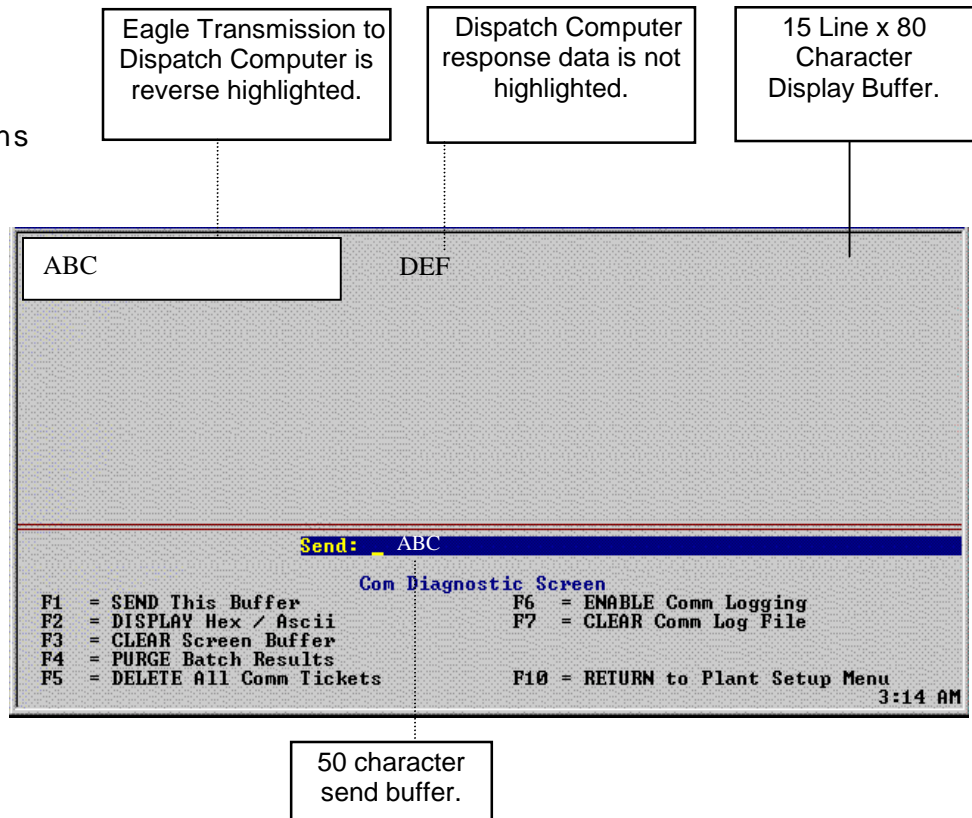 Eagle Transmission to
Dispatch Computer is
reverse highlighted.
Dispatch Computer
response data is not
highlighted.
15 Line x 80
Character
Display Buffer.
ns
ABC
DEF
Send: _ ABC
Com Diagnostic Screen
F1 = SEND This Buffer
F2 = DISPLAY Hex / Ascii
F3 = CLEAR Screen Buffer
F4 = PURGE Batch Results
F5 = DELETE All Comm Tickets
F6 = ENABLE Comm Logging
F7 = CLEAR Comm Log File
F10 = RETURN to Plant Setup Menu
3:14 AM
50 character
send buffer.